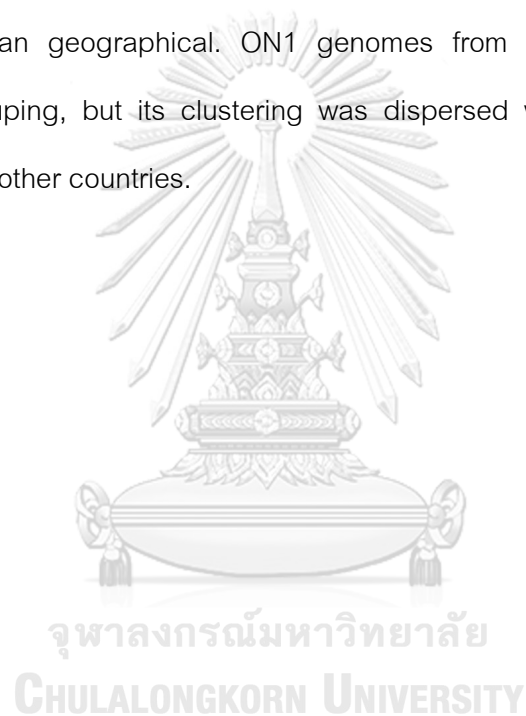 an geographical. ON1 genomes from
ping, but its clustering was dispersed
other countries.
จุฬาลงกรณ์มหาวิทยาลัย
CHULALONGKORN UNIVERSITY